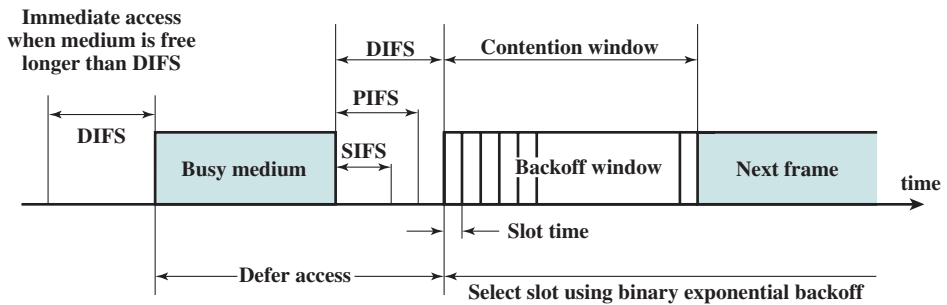 Immediate access
when medium is free
longer than DIFS
DIFS
Contention window
PIFS
DIFS
SIFS
Busy medium
Backoff window
Next frame
time
Slot time
Defer access
Select slot using binary exponential backoff